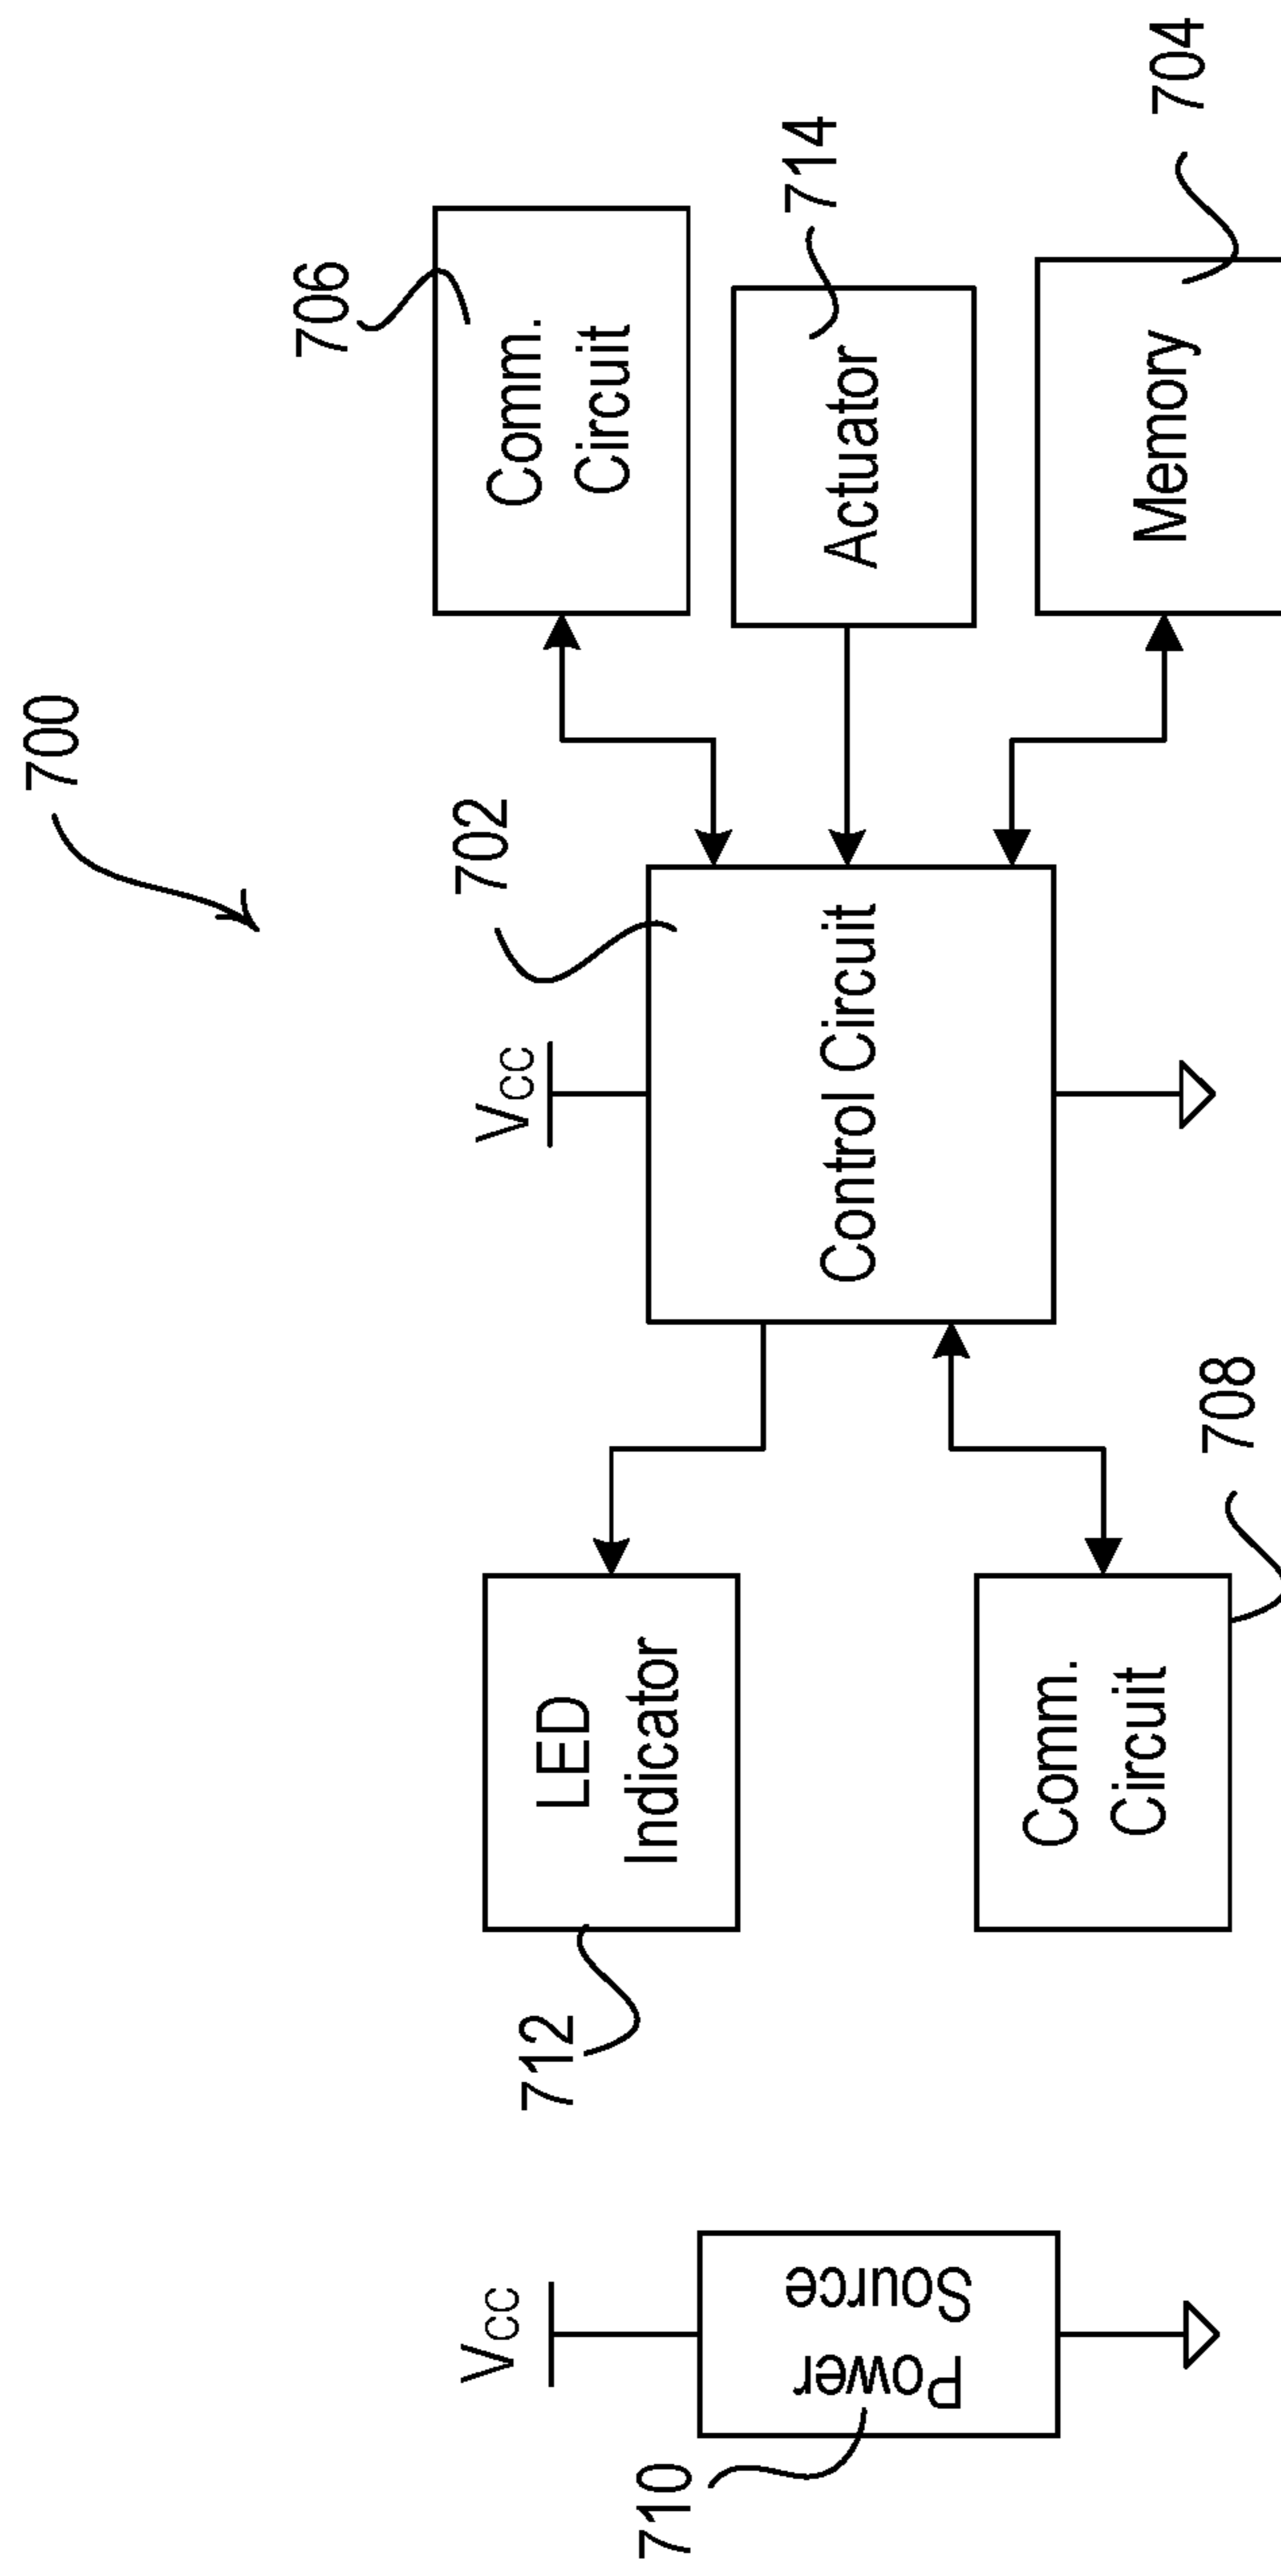 700
706
Comm.
Circuit
702
714
Actuator
VCC
Control Circuit
704
Memory
712
LED
Indicator
708
Comm.
Circuit
710
VCC
Power
Source